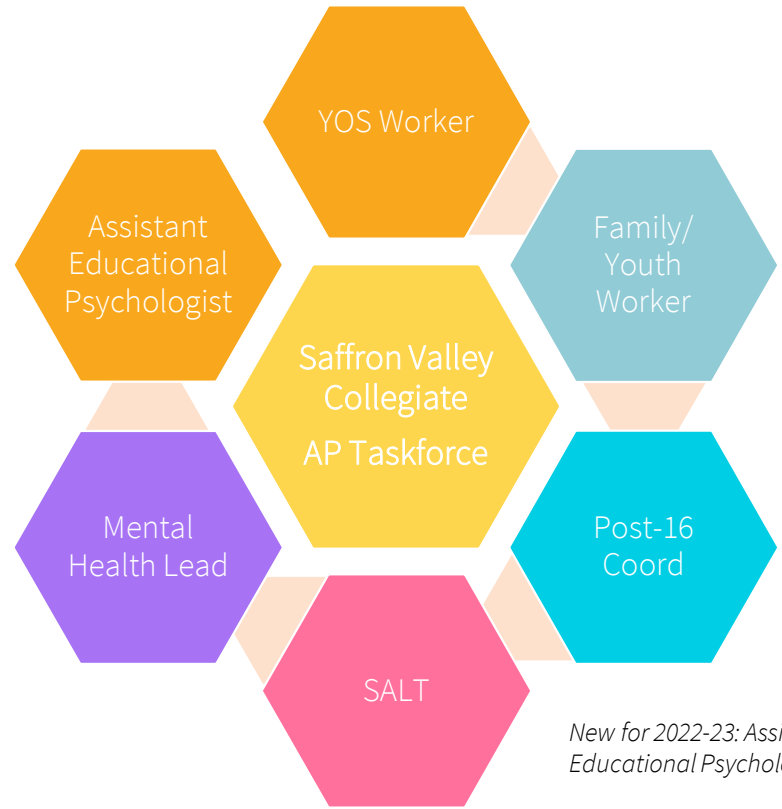 YOS Worker
Assistant
Educational
Psychologist
Family/
Youth
Worker
Saffron Valley
Collegiate
AP Taskforce
Mental
Health Lead
Post-16
Coord
SALT
New for 2022-23:
Educational